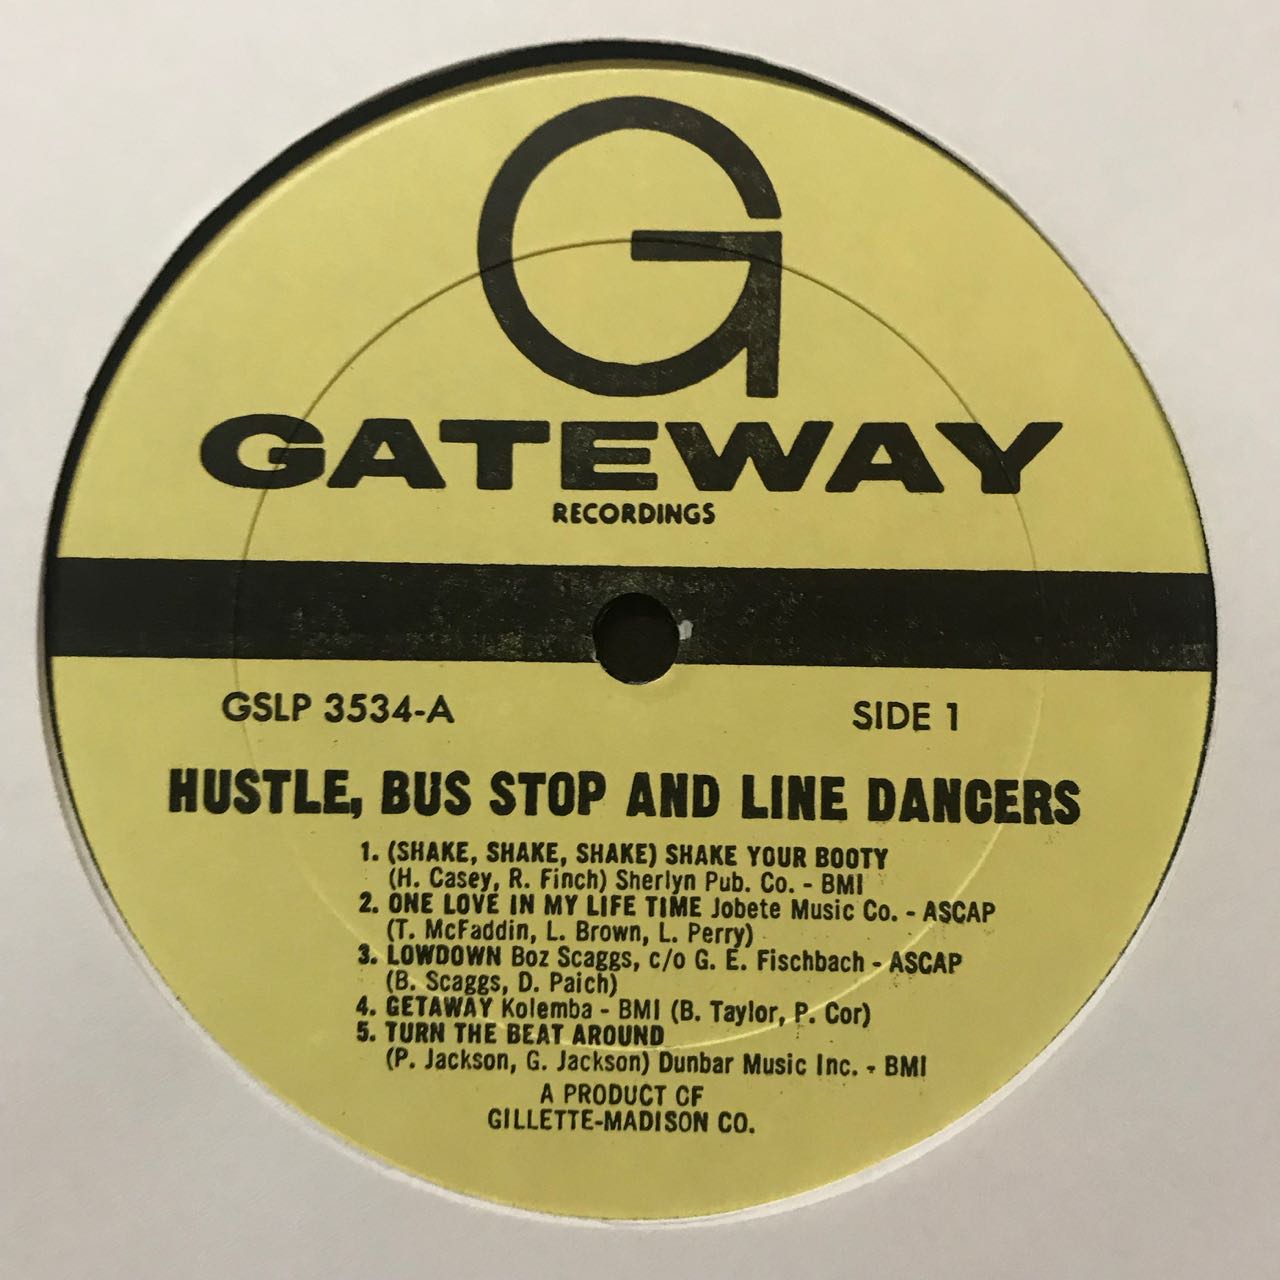 G
GATEWAY
RECORDINGS
GSLP 3534-A SIDE 1
HUSTLE, BUS STOP AND LINE DANCERS
1. (SHAKE, SHAKE, SHAKE) SHAKE YOUR BOOTY
(H. Casey, R. Finch) Sherlyn Pub. Co. - BMI
2. ONE LOVE IN MY LIFE TIME Jobete Music Co. - ASCAP
(T. McFaddin, L. Brown, L. Perry)
3. LOWDOWN Boz Scaggs, c/o G. E. Fischbach - ASCAP
(B. Scaggs, D. Paich)
4. GETAWAY Kolemba - BMI (B. Taylor, P. Cor)
5. TURN THE BEAT AROUND
(P. Jackson, G. Jackson) Dunbar Music Inc. - BMI
A PRODUCT OF
GILLETTE-MADISON CO.